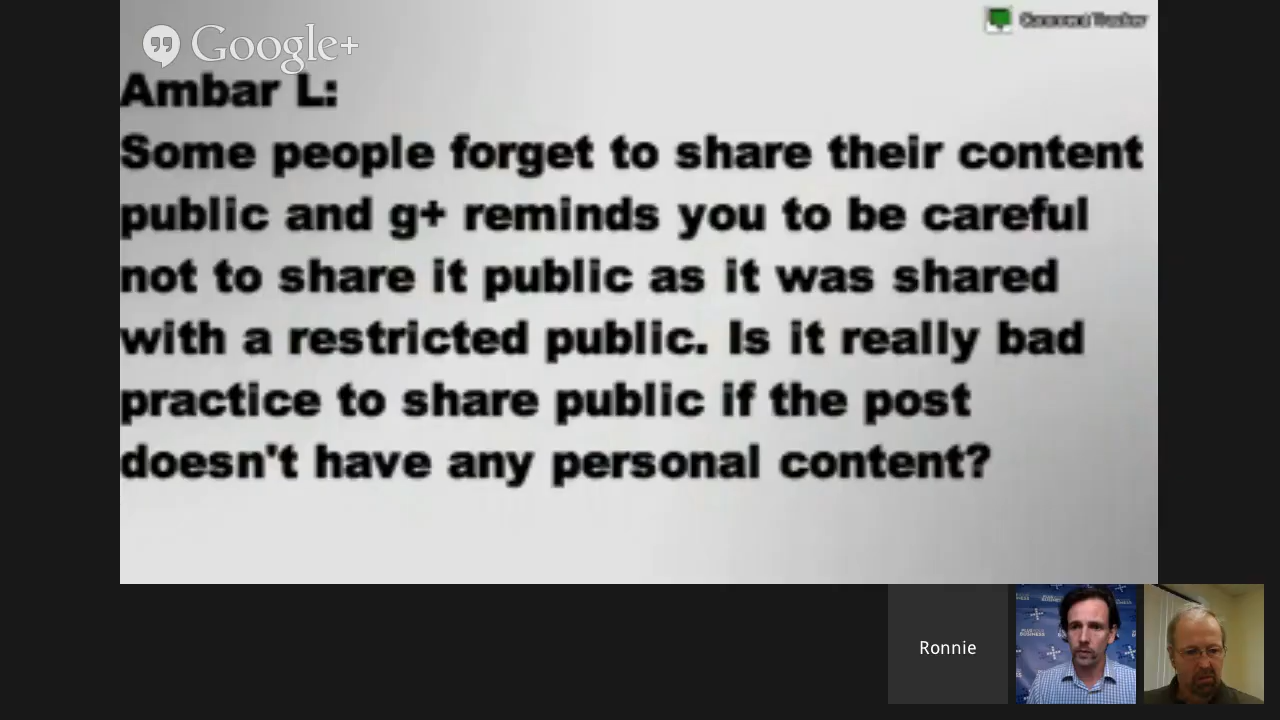 Google+
Comment Tracker
Ambar L:
Some people forget to share their content
public and g+ reminds you to be careful
not to share it public as it was shared
with a restricted public. Is it really bad
practice to share public if the post
doesn't have any personal content?
Ronnie